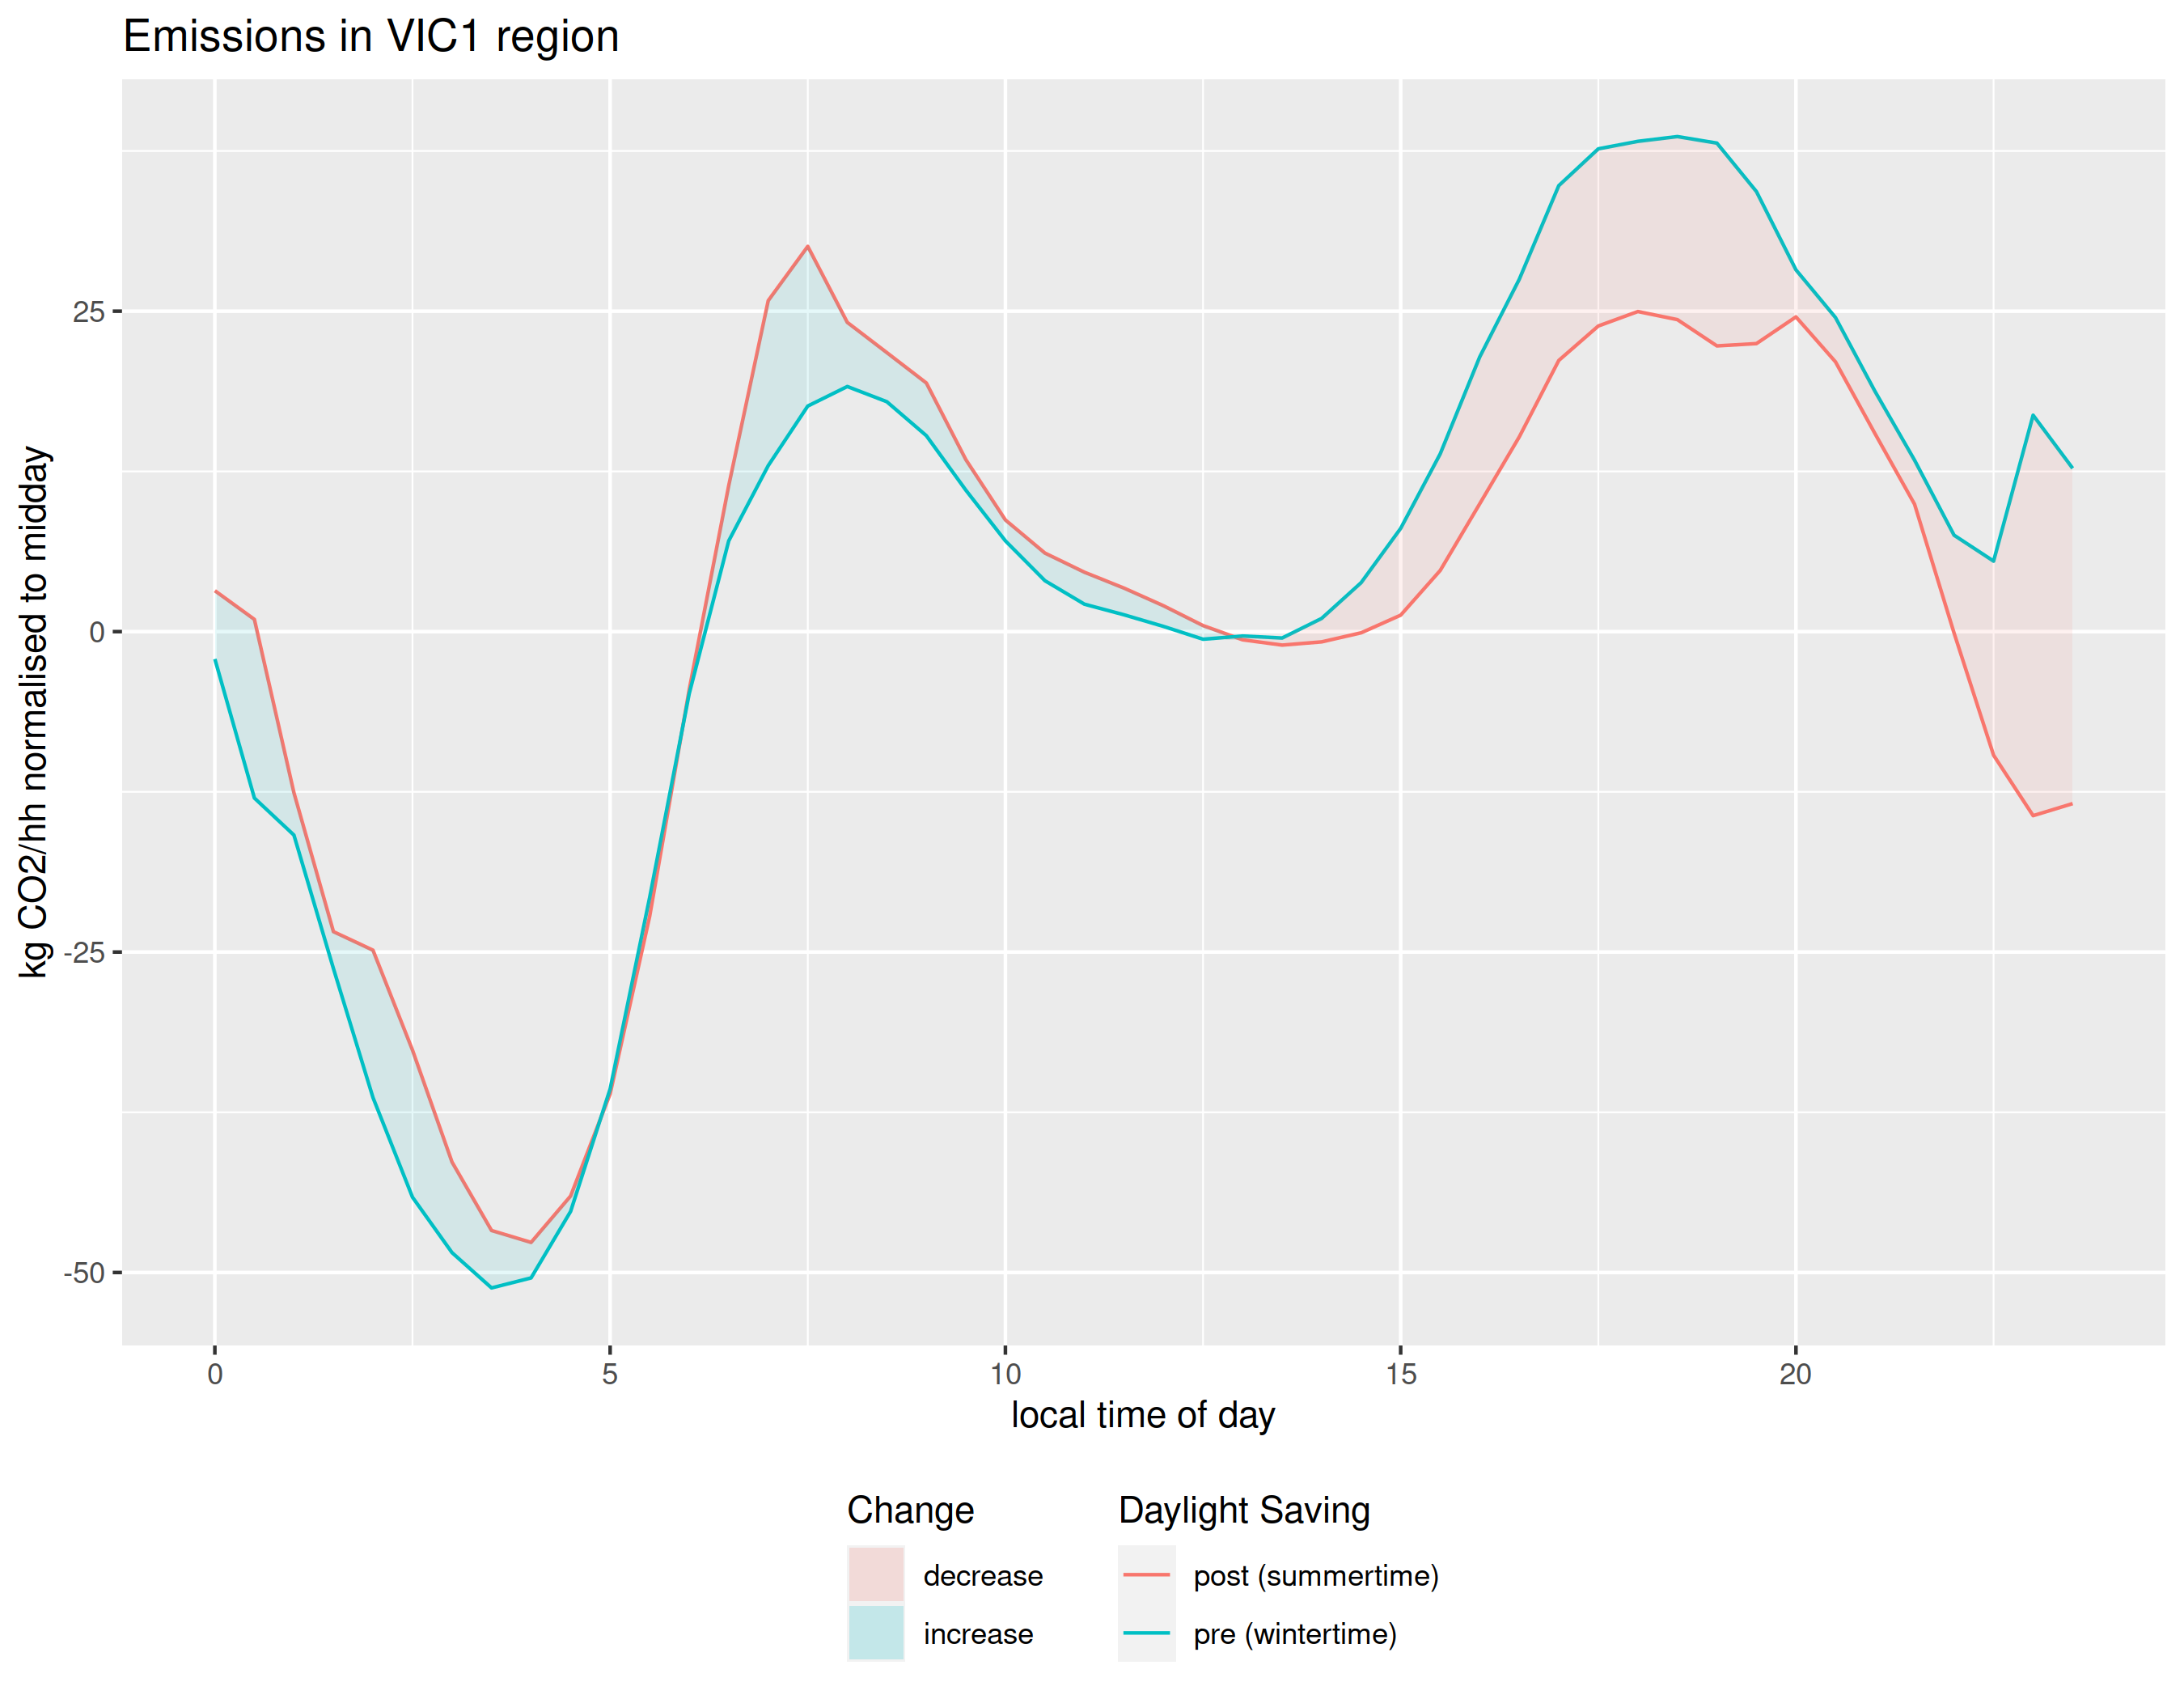 Emissions in VIC1 region
kg CO2/hh normalised to midday
25
0
-25
-50
0
5
10
15
20
local time of day
Change
decrease
increase
Daylight Saving
post (summertime)
pre (wintertime)